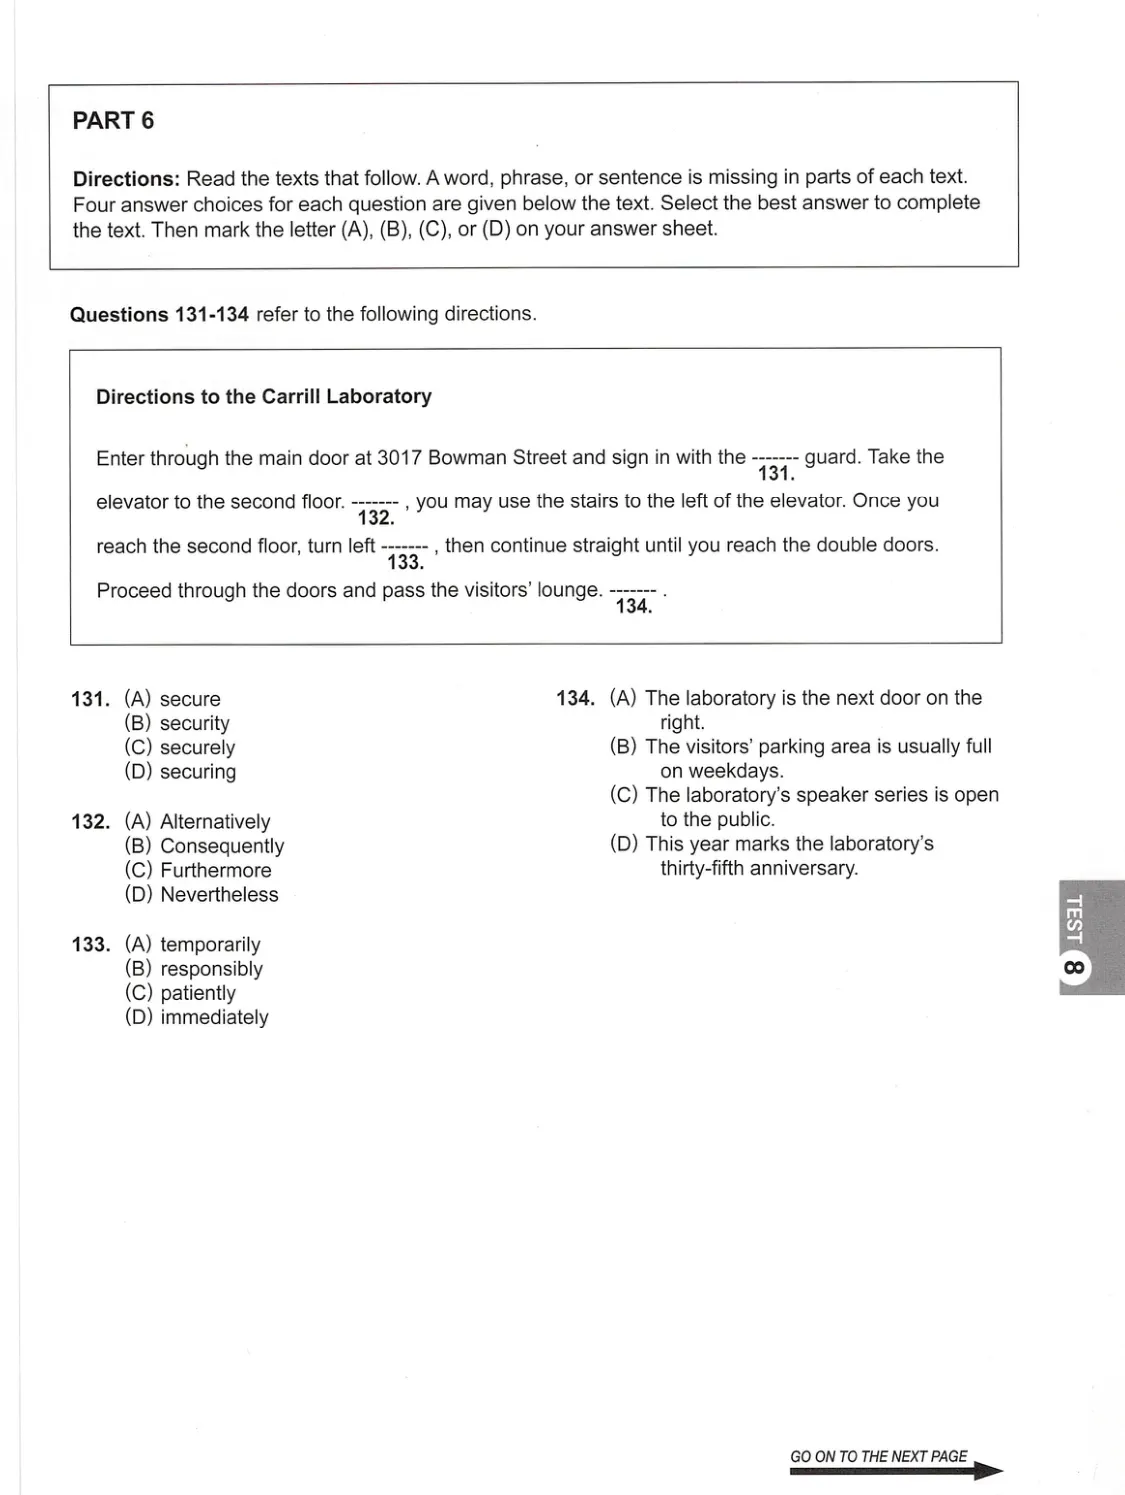 PART 6
Directions: Read the texts that follow. A word, phrase, or sentence is missing in parts of each text.
Four answer choices for each question are given below the text. Select the best answer to complete
the text. Then mark the letter (A), (B), (C), or (D) on your answer sheet.
Questions 131-134 refer to the following directions.
Directions to the Carrill Laboratory
Enter through the main door at 3017 Bowman Street and sign in with the ------- guard. Take the
131.
elevator to the second floor. ------- , you may use the stairs to the left of the elevator. Once you
132.
reach the second floor, turn left ------- , then continue straight until you reach the double doors.
133.
Proceed through the doors and pass the visitors' lounge. ------- .
134.
131. (A) secure
(B) security
(C) securely
(D) securing
132. (A) Alternatively
(B) Consequently
(C) Furthermore
(D) Nevertheless
133. (A) temporarily
(B) responsibly
(C) patiently
(D) immediately
134. (A) The laboratory is the next door on the
right.
(B) The visitors' parking area is usually full
on weekdays.
(C) The laboratory's speaker series is open
to the public.
(D) This year marks the laboratory's
thirty-fifth anniversary.
TEST 8
GO ON TO THE NEXT PAGE